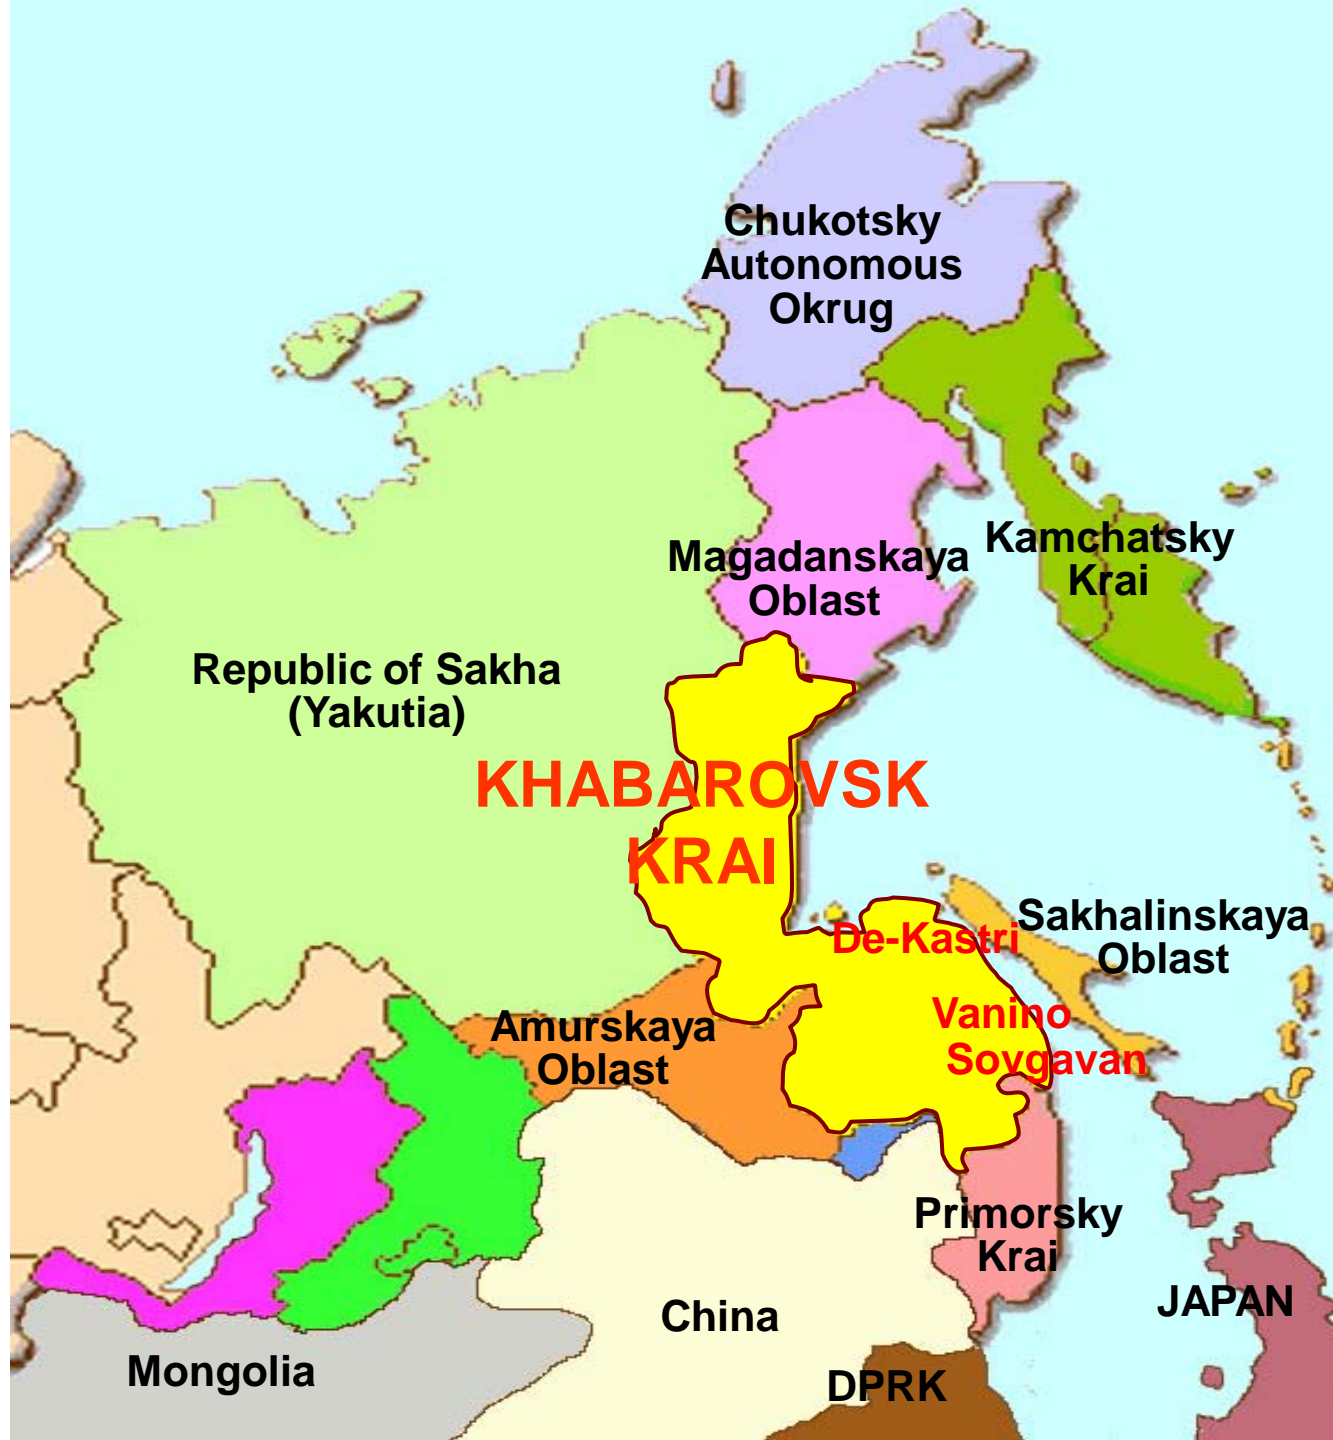 Chukotsky
Autonomous
Okrug
Magadanskaya
Oblast
Kamchatsky
Krai
Republic of Sakha
(Yakutia)
KHABAROVSK
KRAI
De-Kastri
Sakhalinskaya
Oblast
Vanino
Sovgavan
Amurskaya
Oblast
Primorsky
Krai
China
JAPAN
Mongolia
DPRK